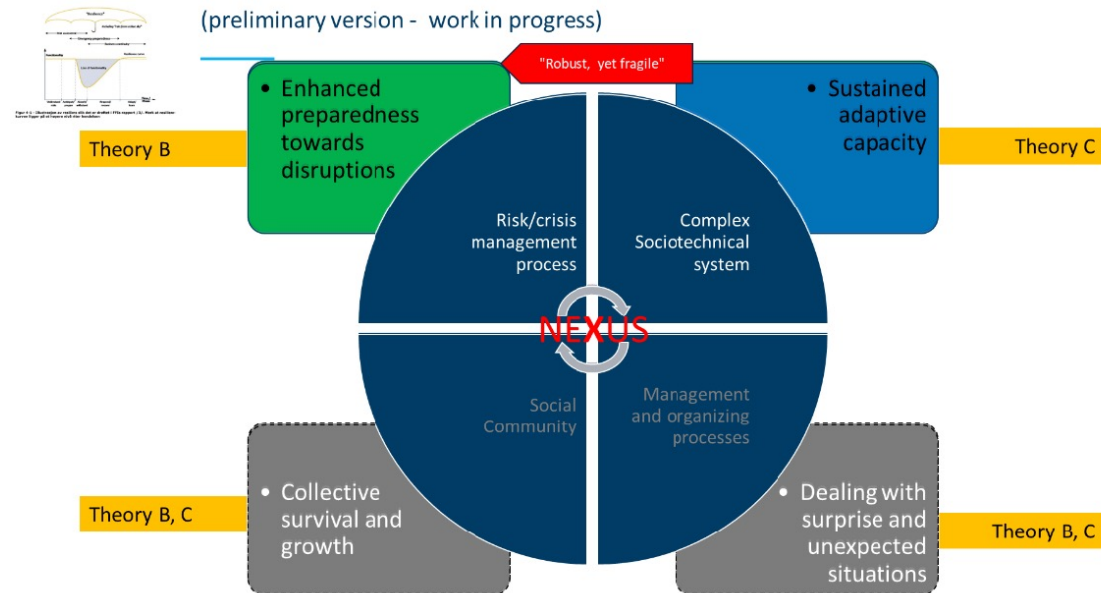 "Resilience"
(preliminary version - work in progress)
"Robust, yet fragile"
• Enhanced
preparedness
towards
disruptions
• Sustained
adaptive
capacity
Theory B
Theory C
Risk/crisis
management
process
Complex
Sociotechnical
system
NEXUS
Social
Community
Management
and organizing
processes
• Collective
survival and
growth
• Dealing with
surprise and
unexpected
situations
Theory B, C
Theory B, C